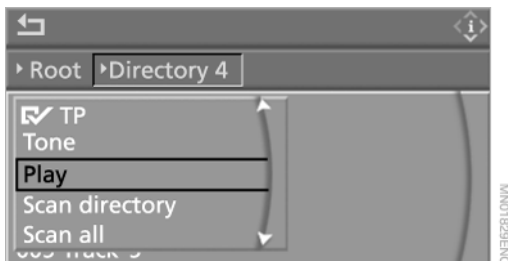 Root Directory 4
TP
Tone
Play
Scan directory
Scan all
MN01829ENC